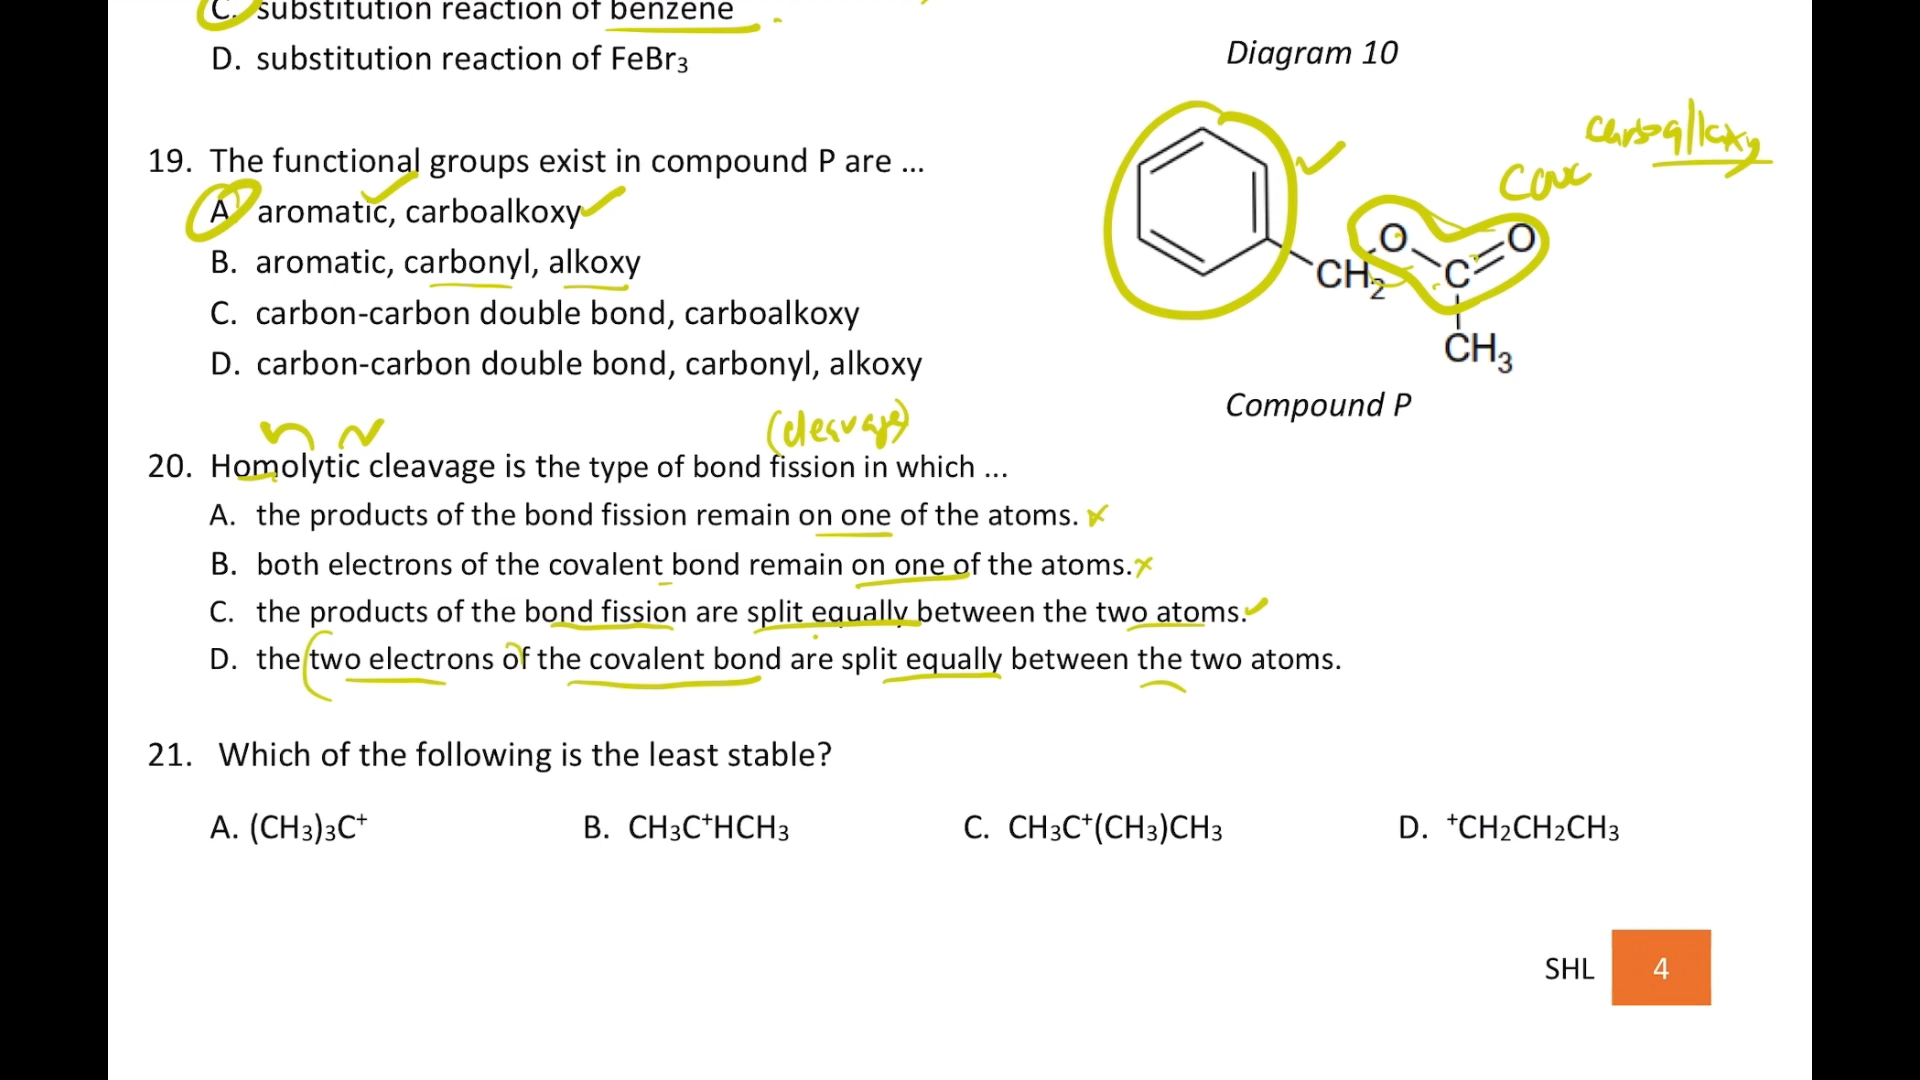 C. substitution reaction of benzene
D. substitution reaction of FeBr₃
Diagram 10
carboalkoxy
19. The functional groups exist in compound P are ...
A aromatic, carboalkoxy
B. aromatic, carbonyl, alkoxy
C. carbon-carbon double bond, carboalkoxy
D. carbon-carbon double bond, carbonyl, alkoxy
O
O
CH₂
C
CH₃
Compound P
(cleavage)
20. Homolytic cleavage is the type of bond fission in which ...
A. the products of the bond fission remain on one of the atoms.
B. both electrons of the covalent bond remain on one of the atoms.
C. the products of the bond fission are split equally between the two atoms.
D. the two electrons of the covalent bond are split equally between the two atoms.
21. Which of the following is the least stable?
A. (CH₃)₃C⁺ B. CH₃C⁺HCH₃ C. CH₃C⁺(CH₃)CH₃ D. ⁺CH₂CH₂CH₃
SHL 4